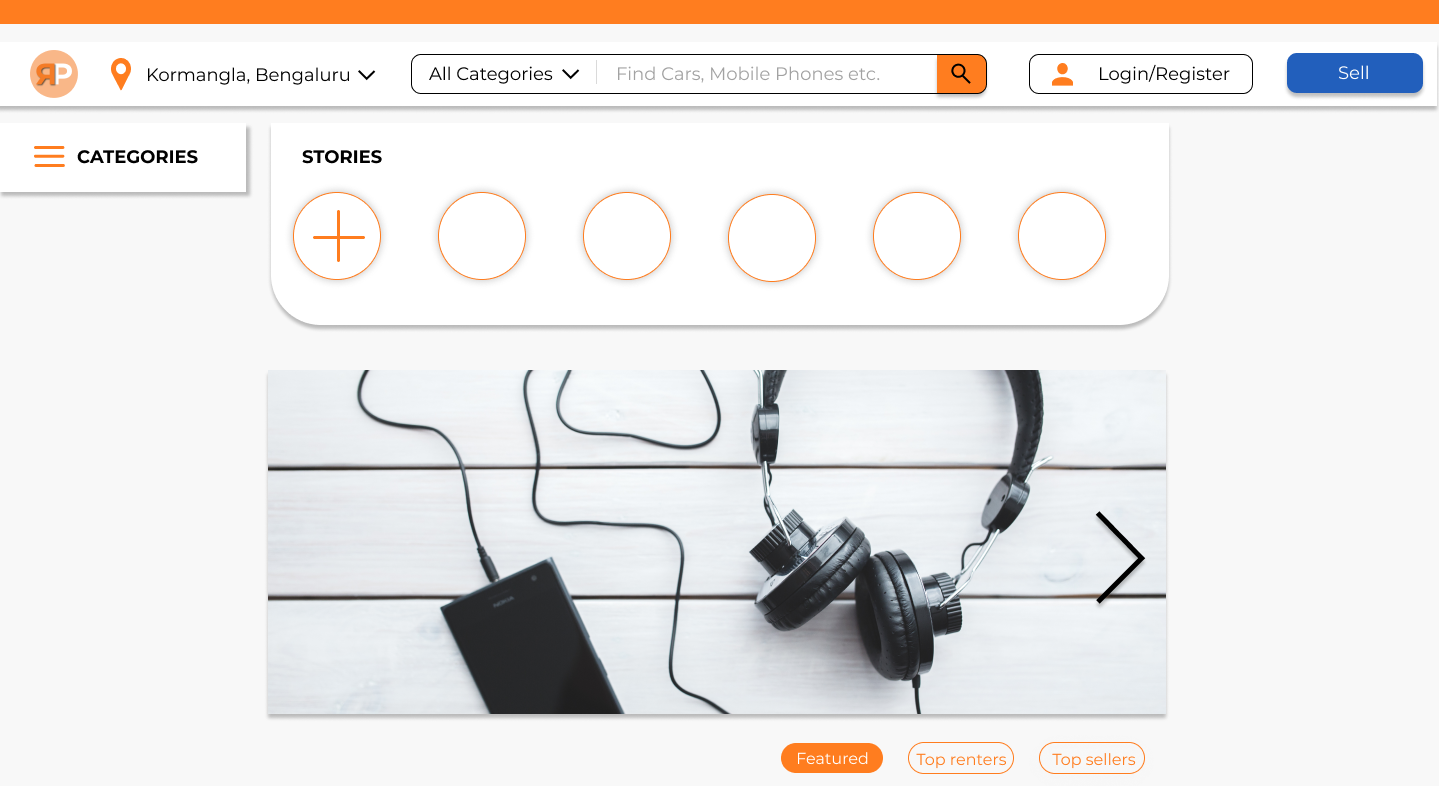 ЯP
Kormangla, Bengaluru
All Categories
Find Cars, Mobile Phones etc.
Login/Register
Sell
CATEGORIES
STORIES
NOKIA
Featured
Top renters
Top sellers